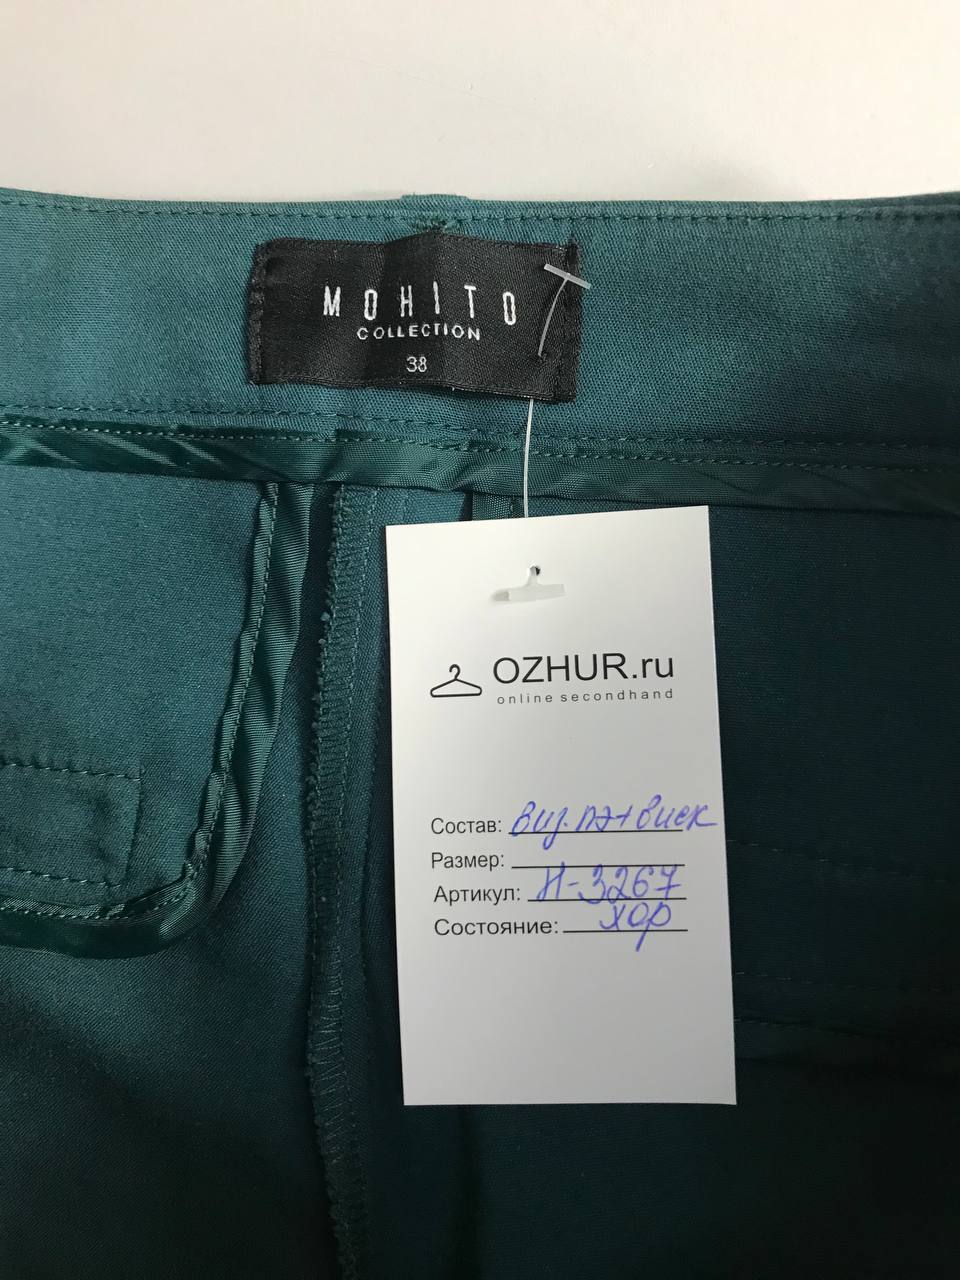 MOHITO
COLLECTION
38
OZHUR.ru
online secondhand
Состав: виз. пэ+виск
Размер:
Артикул: И-3267
Состояние: хор